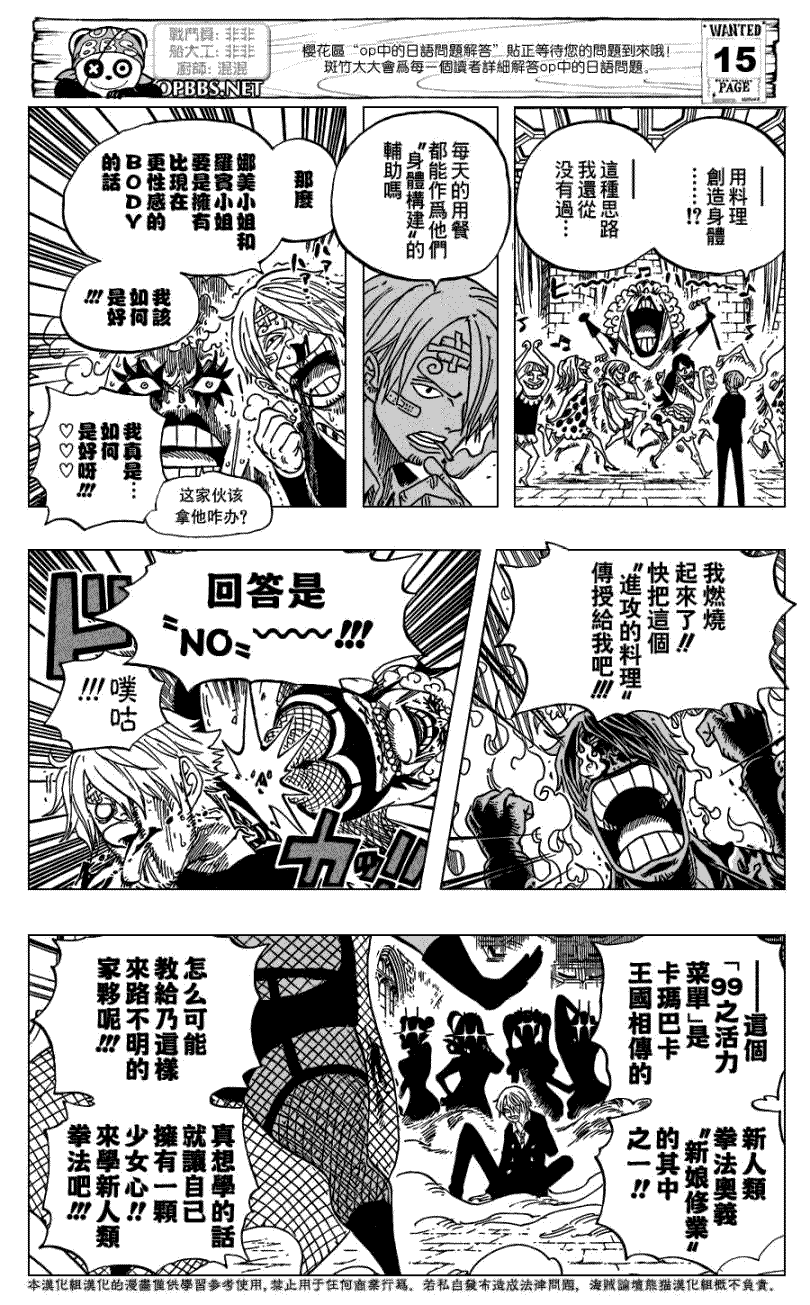 戰鬥員: 非非
船大工: 非非
廚師: 混混
OPBBS.NET
櫻花區“op中的日語問題解答”貼正等待您的問題到來哦!
斑竹太大會爲每一個讀者詳細解答op中的日語問題。
WANTED
15
PAGE
——
用料理
創造身體
……!?
——
這種思路
我還從
没有過…
每天的用餐
都能作爲他們
“身體構建”的
輔助嗎
那麼
娜美小姐和
羅賓小姐
要是擁有
比現在
更性感的
BODY
的話
我該
如何
是好
!!!
我真是…
如何
是好呀!!!
♡♡♡
这家伙该
拿他咋办?
我燃燒
起來了!!
快把這個
“進攻的料理”
傳授給我吧!!!
回答是
“NO”~~~!!!
噗咕
!!!
——這個
「99之活力
菜單」是
卡瑪巴卡
王國相傳的
新人類
拳法奧義
“新娘修業”
的其中
之一!!
怎么可能
教給乃這樣
來路不明的
家夥呢!!!
真想學的話
就讓自己
擁有一顆
少女心!!
來學新人類
拳法吧!!!
本漢化組漢化的漫畫僅供學習參考使用,禁止用于任何商業行爲。若私自發布造成法律問題，海贼論壇熊猫漢化組概不負責。